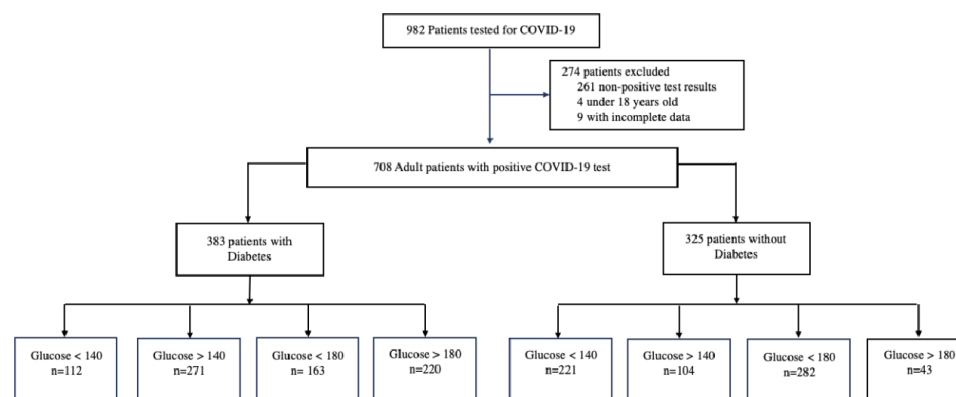 982 Patients tested for COVID-19
274 patients excluded
261 non-positive test results
4 under 18 years old
9 with incomplete data
708 Adult patients with positive COVID-19 test
383 patients with
Diabetes
325 patients without
Diabetes
Glucose < 140
n=112
Glucose > 140
n=271
Glucose < 180
n= 163
Glucose > 180
n=220
Glucose < 140
n=221
Glucose > 140
n=104
Glucose < 180
n=282
Glucose > 180
n=43